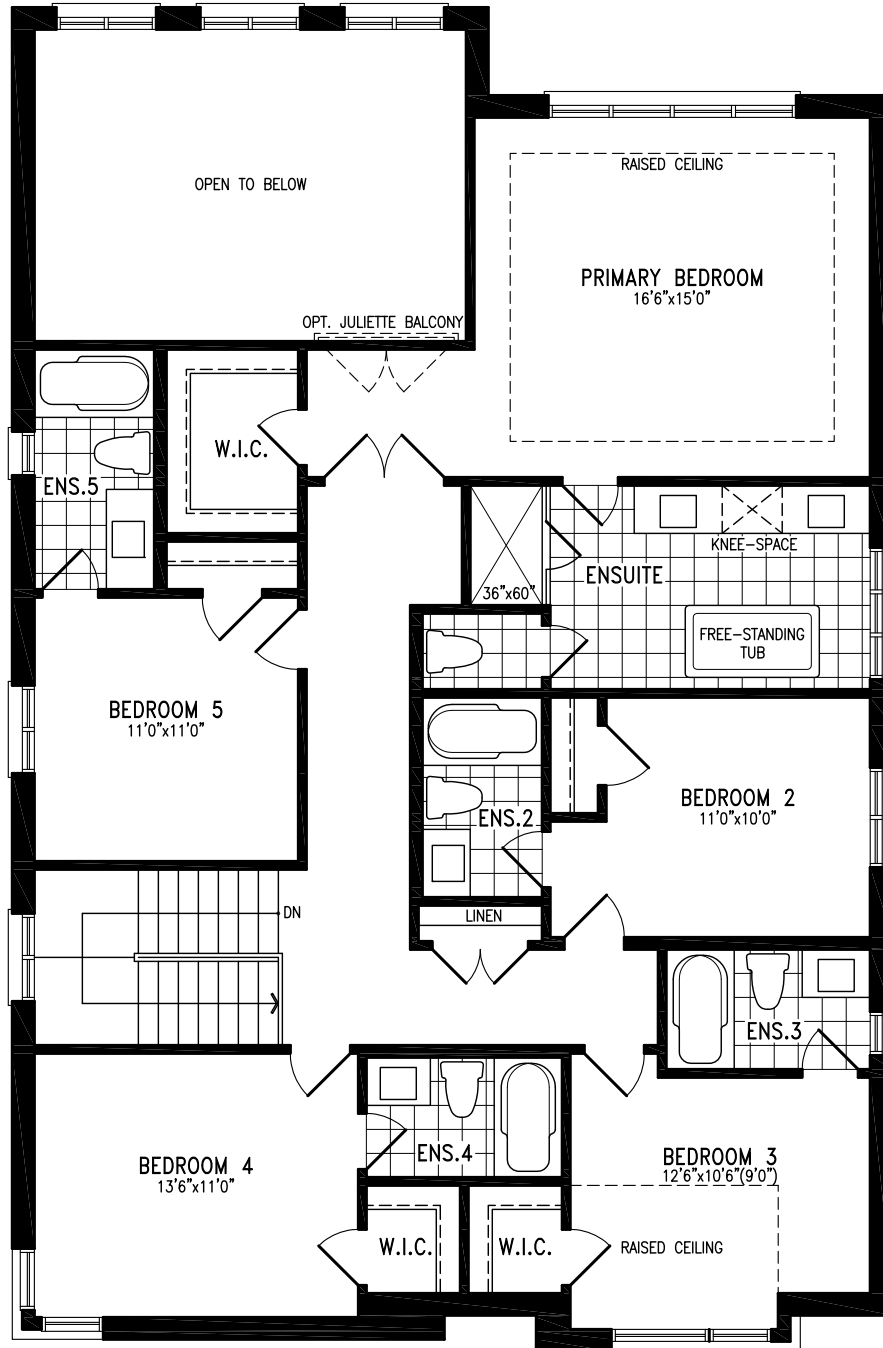 OPEN TO BELOW
RAISED CEILING
PRIMARY BEDROOM
16'6"x15'0"
OPT. JULIETTE BALCONY
W.I.C.
ENS.5
KNEE-SPACE
ENSUITE
36"x60"
FREE-STANDING
TUB
BEDROOM 5
11'0"x11'0"
BEDROOM 2
11'0"x10'0"
ENS.2
LINEN
DN
ENS.3
ENS.4
BEDROOM 4
13'6"x11'0"
BEDROOM 3
12'6"x10'6"(9'0")
W.I.C.
W.I.C.
RAISED CEILING